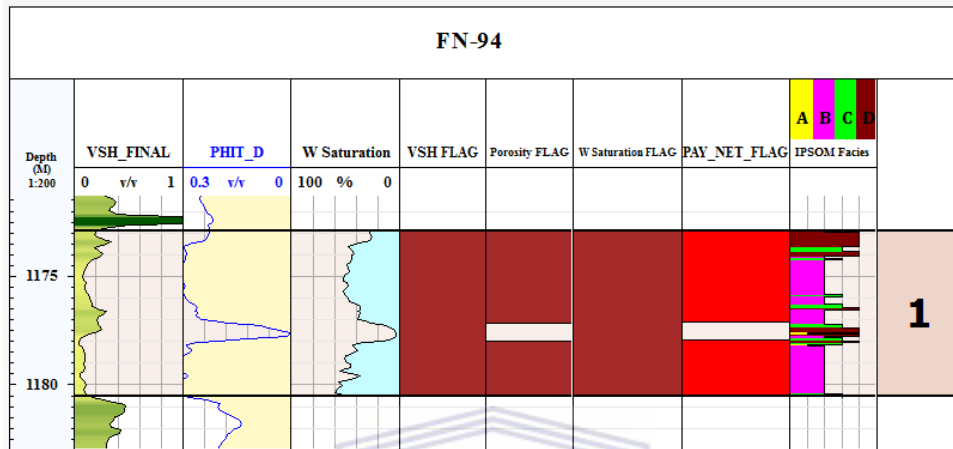 FN-94
A B C D
Depth (M) 1:200 VSH_FINAL PHIT_D W Saturation VSH FLAG Porosity FLAG W Saturation FLAG PAY_NET_FLAG IPSOM Facies
0 v/v 1 0.3 v/v 0 100 % 0
1175
1
1180